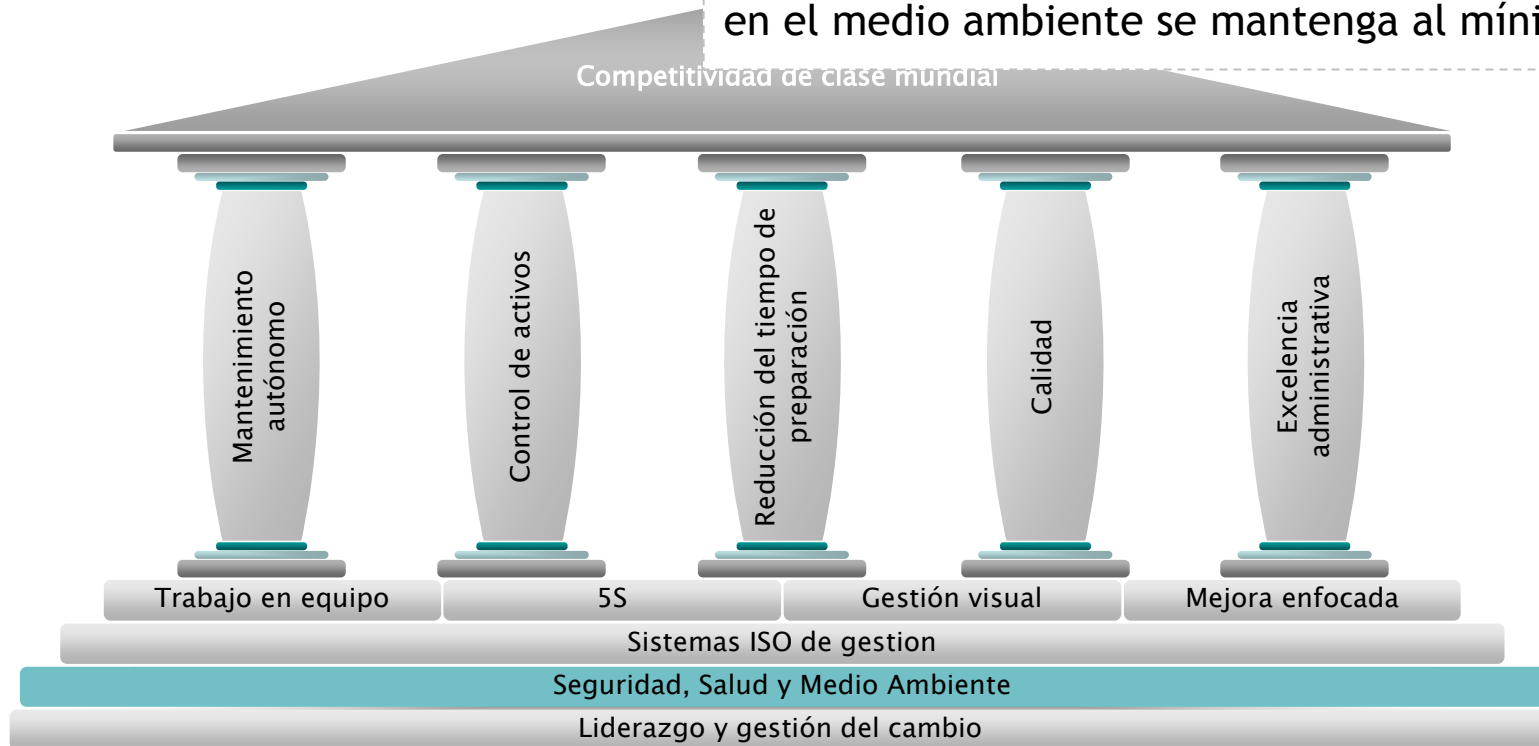 en el medio ambiente se mantenga al míni
Competitividad de clase mundial
Mantenimiento
autónomo
Control de activos
Reducción del tiempo de
preparación
Calidad
Excelencia
administrativa
Trabajo en equipo
5S
Gestión visual
Mejora enfocada
Sistemas ISO de gestion
Seguridad, Salud y Medio Ambiente
Liderazgo y gestión del cambio